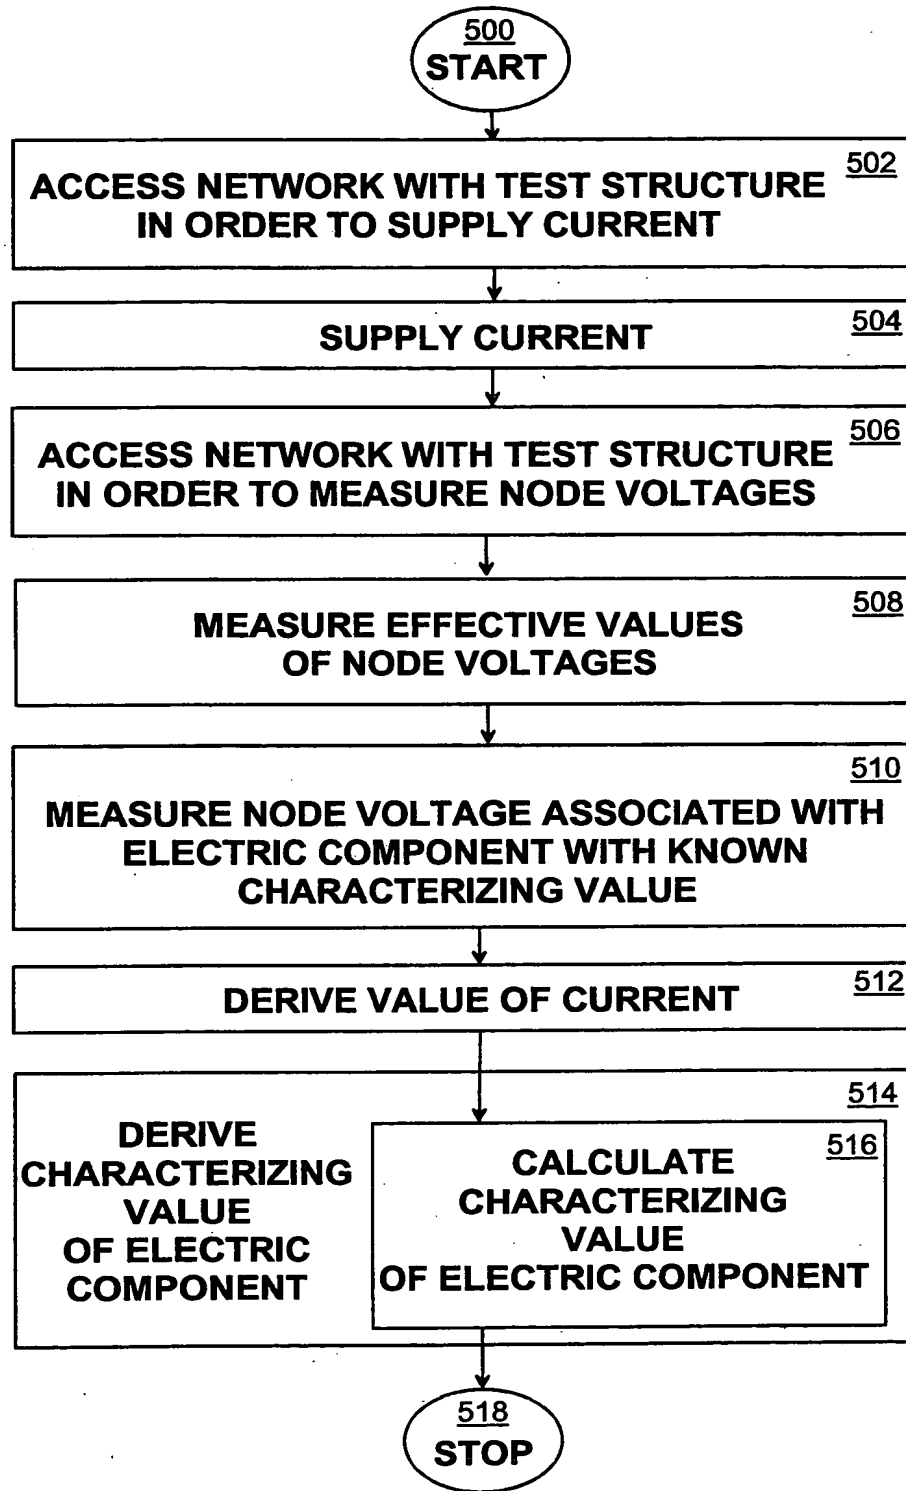 500
START
502
ACCESS NETWORK WITH TEST STRUCTURE
IN ORDER TO SUPPLY CURRENT
504
SUPPLY CURRENT
506
ACCESS NETWORK WITH TEST STRUCTURE
IN ORDER TO MEASURE NODE VOLTAGES
508
MEASURE EFFECTIVE VALUES
OF NODE VOLTAGES
510
MEASURE NODE VOLTAGE ASSOCIATED WITH
ELECTRIC COMPONENT WITH KNOWN
CHARACTERIZING VALUE
512
DERIVE VALUE OF CURRENT
514
DERIVE
CHARACTERIZING
VALUE
OF ELECTRIC
COMPONENT
516
CALCULATE
CHARACTERIZING
VALUE
OF ELECTRIC COMPONENT
518
STOP